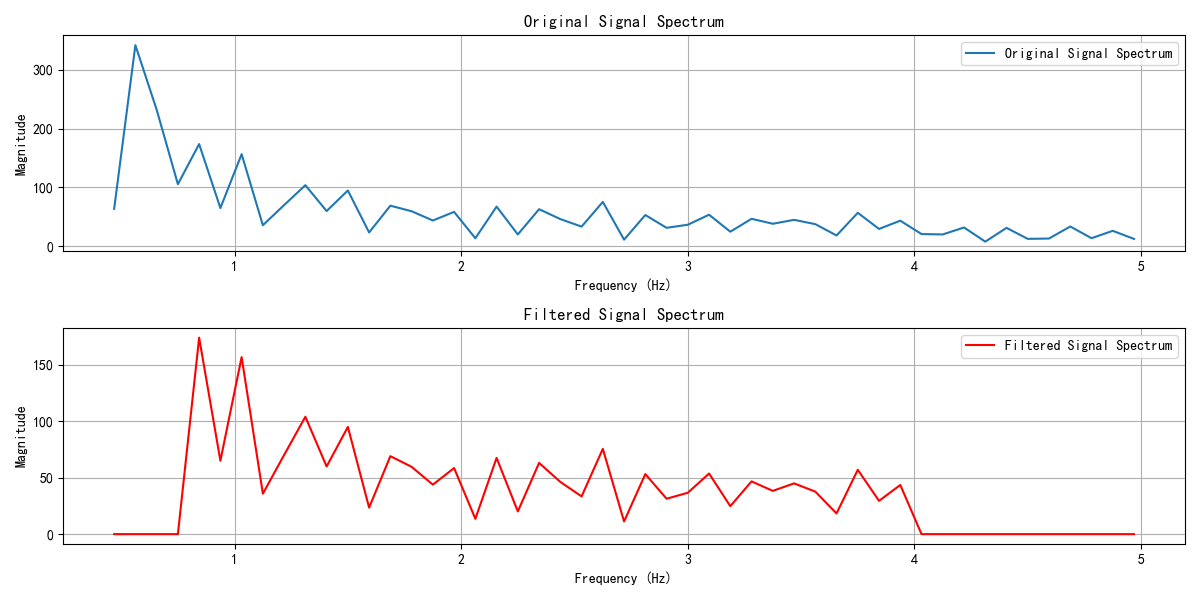 Original Signal Spectrum
Original Signal Spectrum
300
200
100
0
Magnitude
1 2 3 4 5
Frequency (Hz)
Filtered Signal Spectrum
Filtered Signal Spectrum
150
100
50
0
Magnitude
1 2 3 4 5
Frequency (Hz)